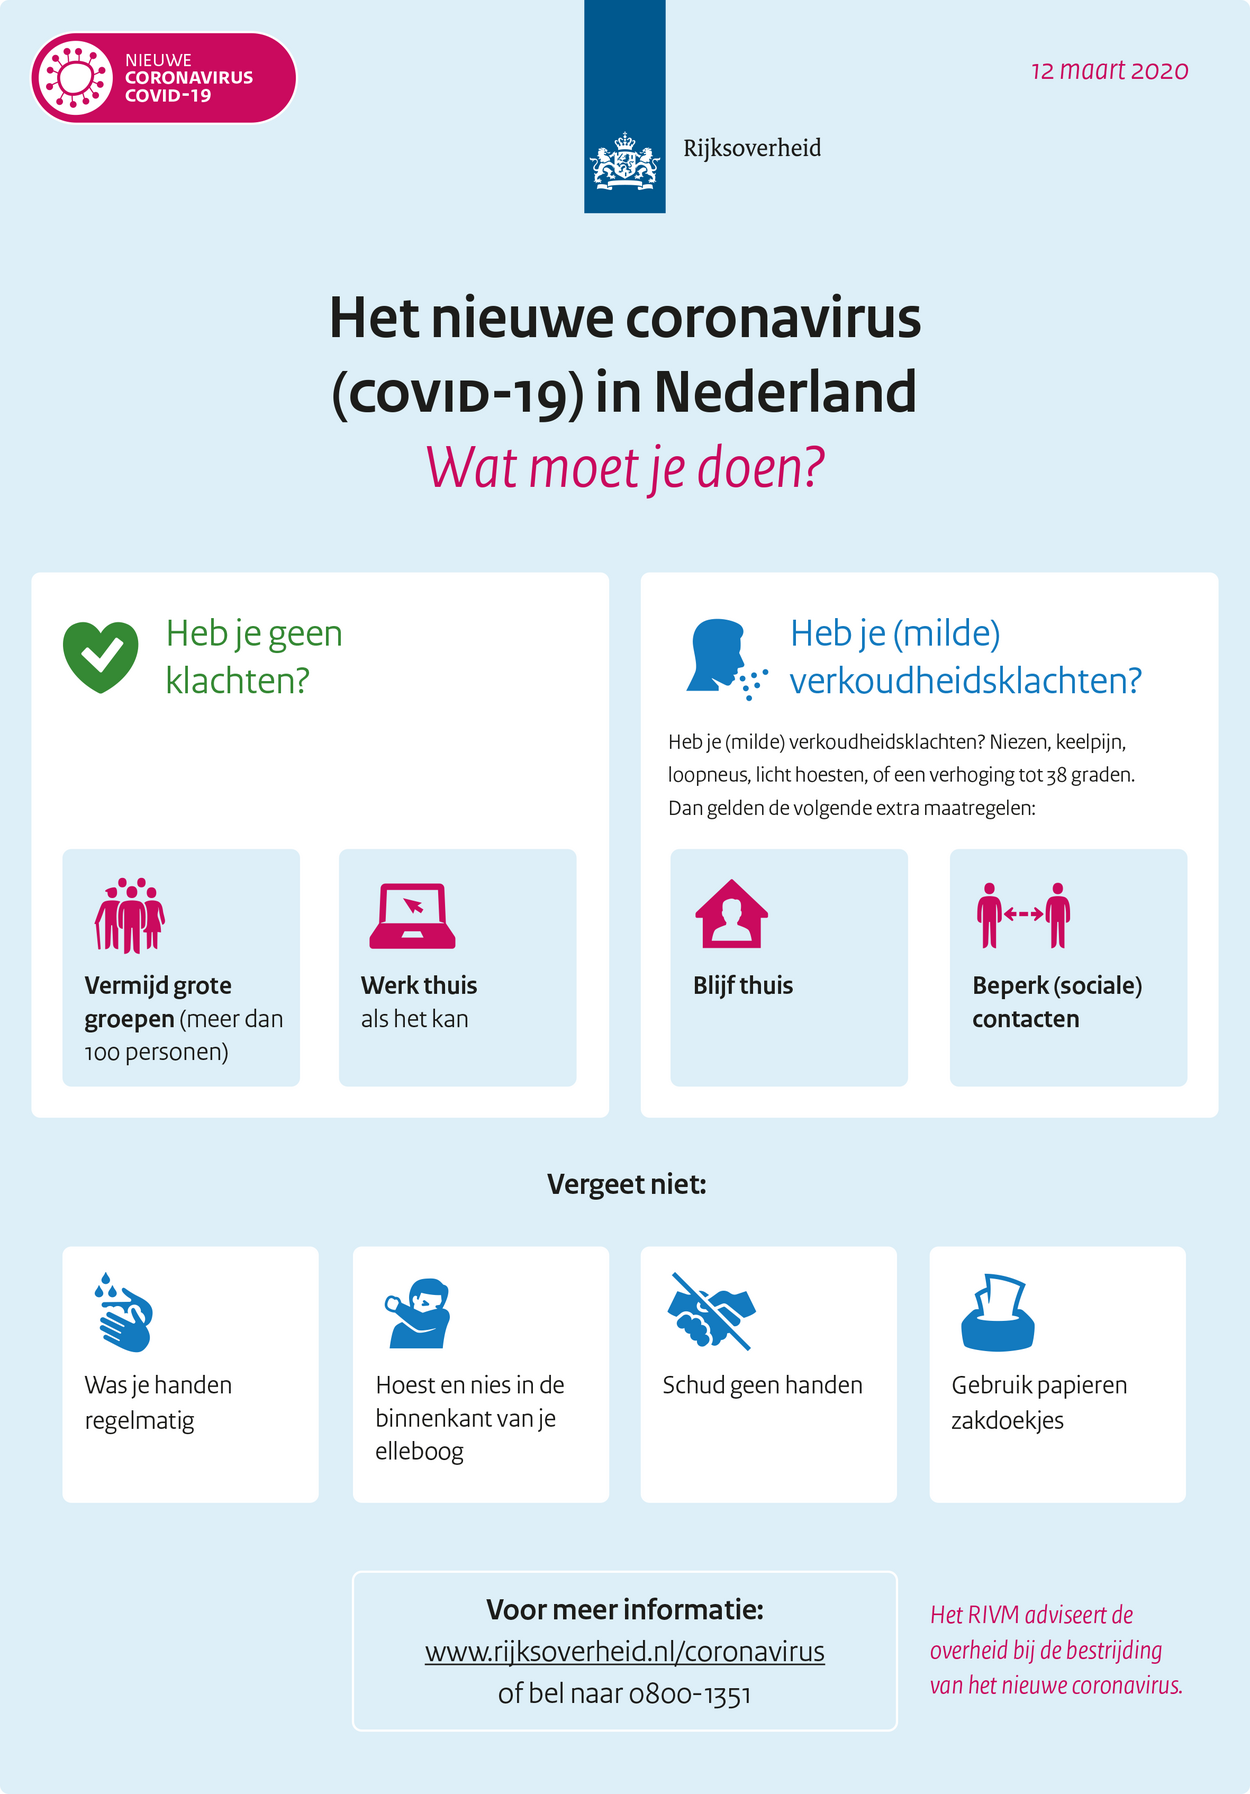 NIEUWE
CORONAVIRUS
COVID-19
12 maart 2020
Rijksoverheid
Het nieuwe coronavirus
(COVID-19) in Nederland
Wat moet je doen?
Heb je geen
klachten?
Vermijd grote
groepen (meer dan
100 personen)
Werk thuis
als het kan
Heb je (milde)
verkoudheidsklachten?
Heb je (milde) verkoudheidsklachten? Niezen, keelpijn,
loopneus, licht hoesten, of een verhoging tot 38 graden.
Dan gelden de volgende extra maatregelen:
Blijf thuis
Beperk (sociale)
contacten
Vergeet niet:
Was je handen
regelmatig
Hoest en nies in de
binnenkant van je
elleboog
Schud geen handen
Gebruik papieren
zakdoekjes
Voor meer informatie:
www.rijksoverheid.nl/coronavirus
of bel naar 0800-1351
Het RIVM adviseert de
overheid bij de bestrijding
van het nieuwe coronavirus.